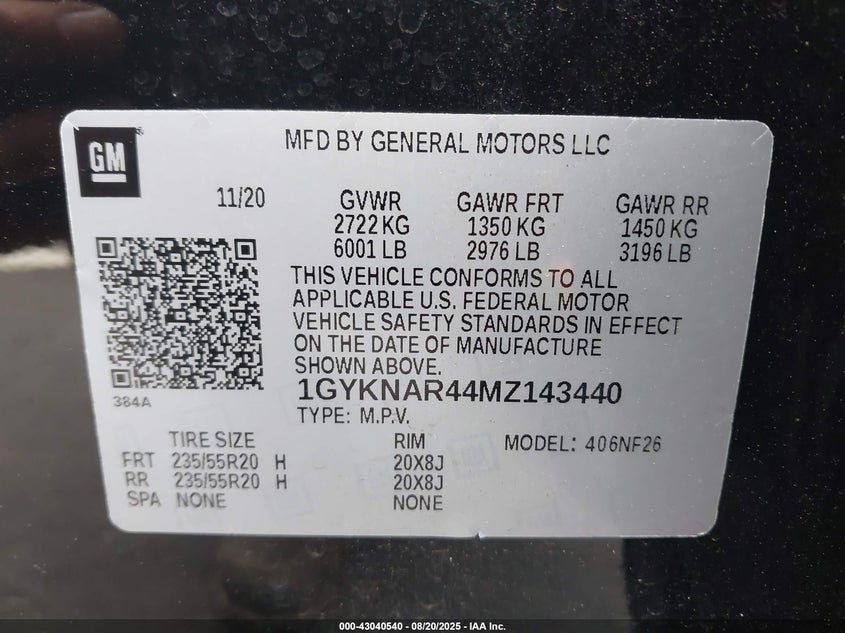 GM
MFD BY GENERAL MOTORS LLC
11/20 GVWR GAWR FRT GAWR RR
2722 KG 1350 KG 1450 KG
6001 LB 2976 LB 3196 LB
THIS VEHICLE CONFORMS TO ALL
APPLICABLE U.S. FEDERAL MOTOR
VEHICLE SAFETY STANDARDS IN EFFECT
ON THE DATE OF MANUFACTURE
SHOWN ABOVE.
384A
1GYKNAR44MZ143440
TYPE: M.P.V.
TIRE SIZE RIM MODEL: 406NF26
FRT 235/55R20 H 20X8J
RR 235/55R20 H 20X8J
SPA NONE NONE
000-43040540 - 08/20/2025 - IAA Inc.